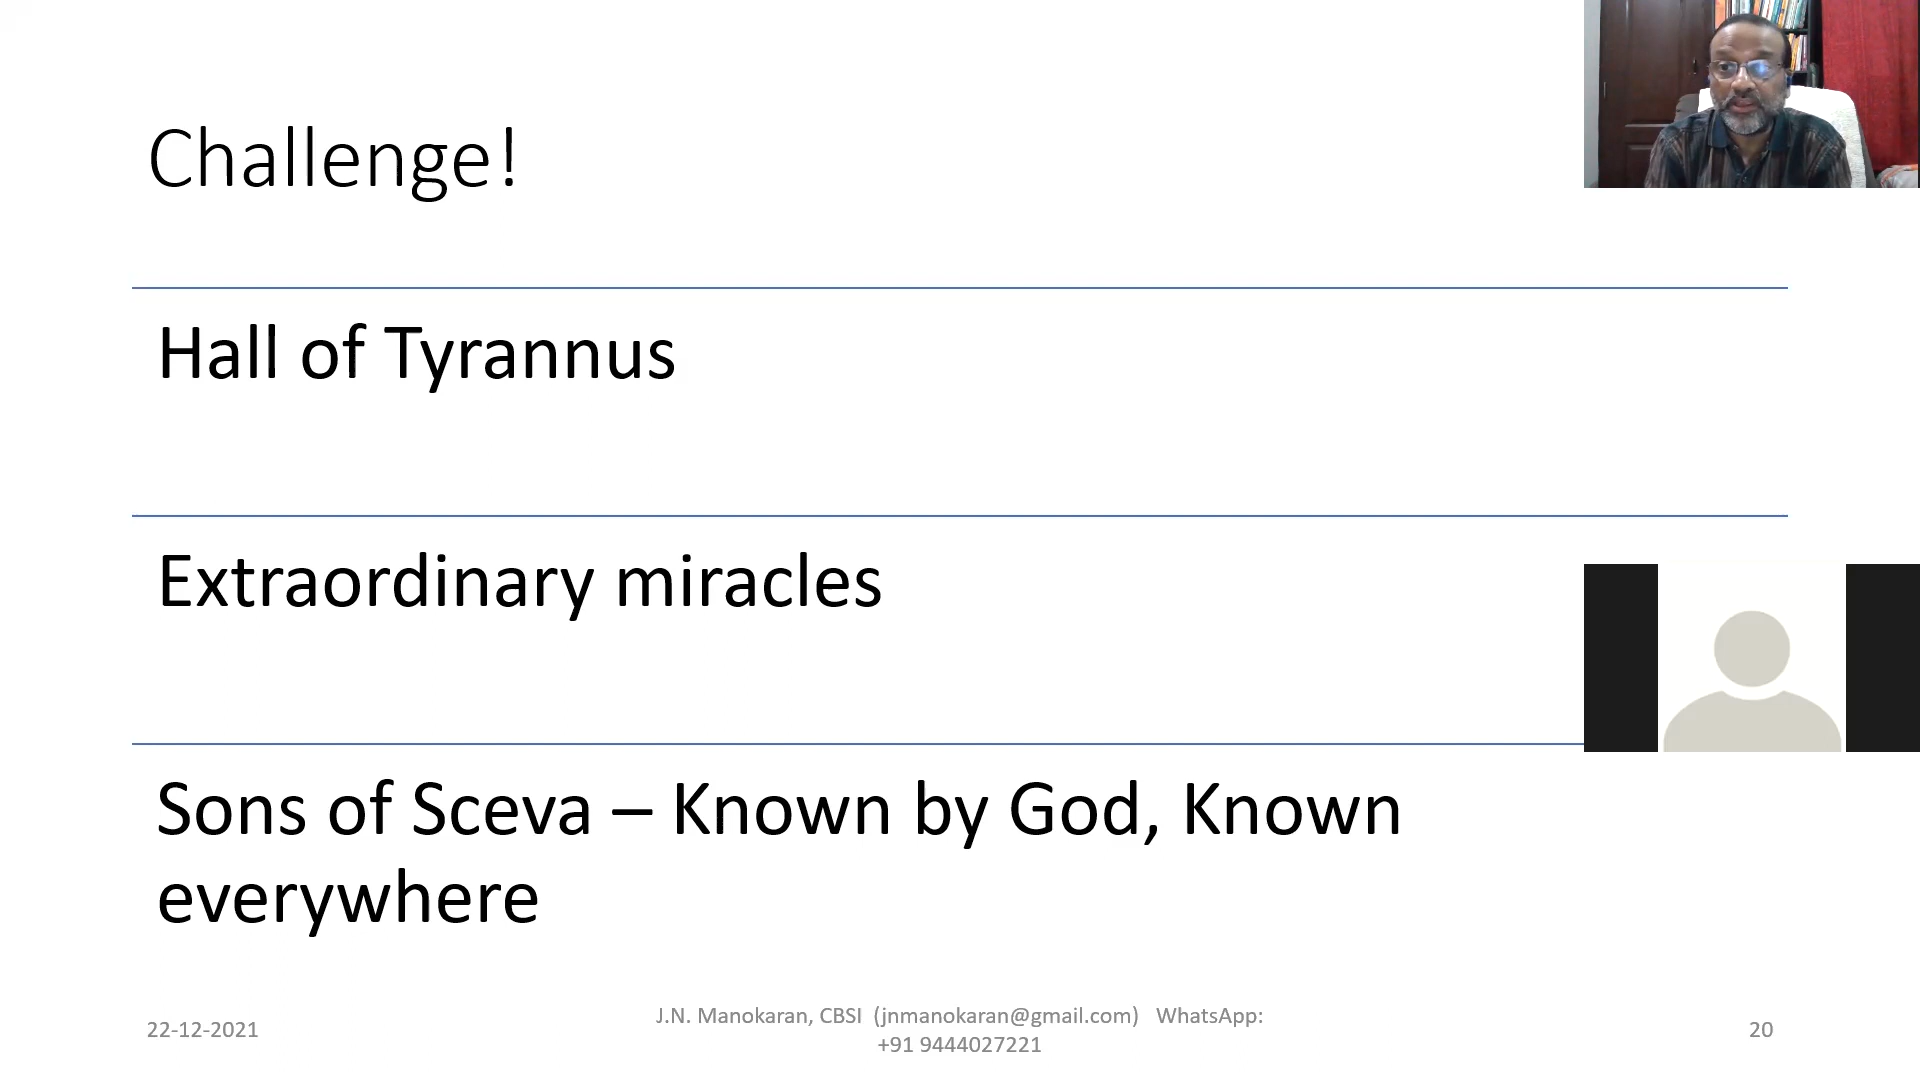 Challenge!
Hall of Tyrannus
Extraordinary miracles
Sons of Sceva – Known by God, Known
everywhere
22-12-2021
J.N. Manokaran, CBSI (jnmanokaran@gmail.com) WhatsApp:
+91 9444027221
20